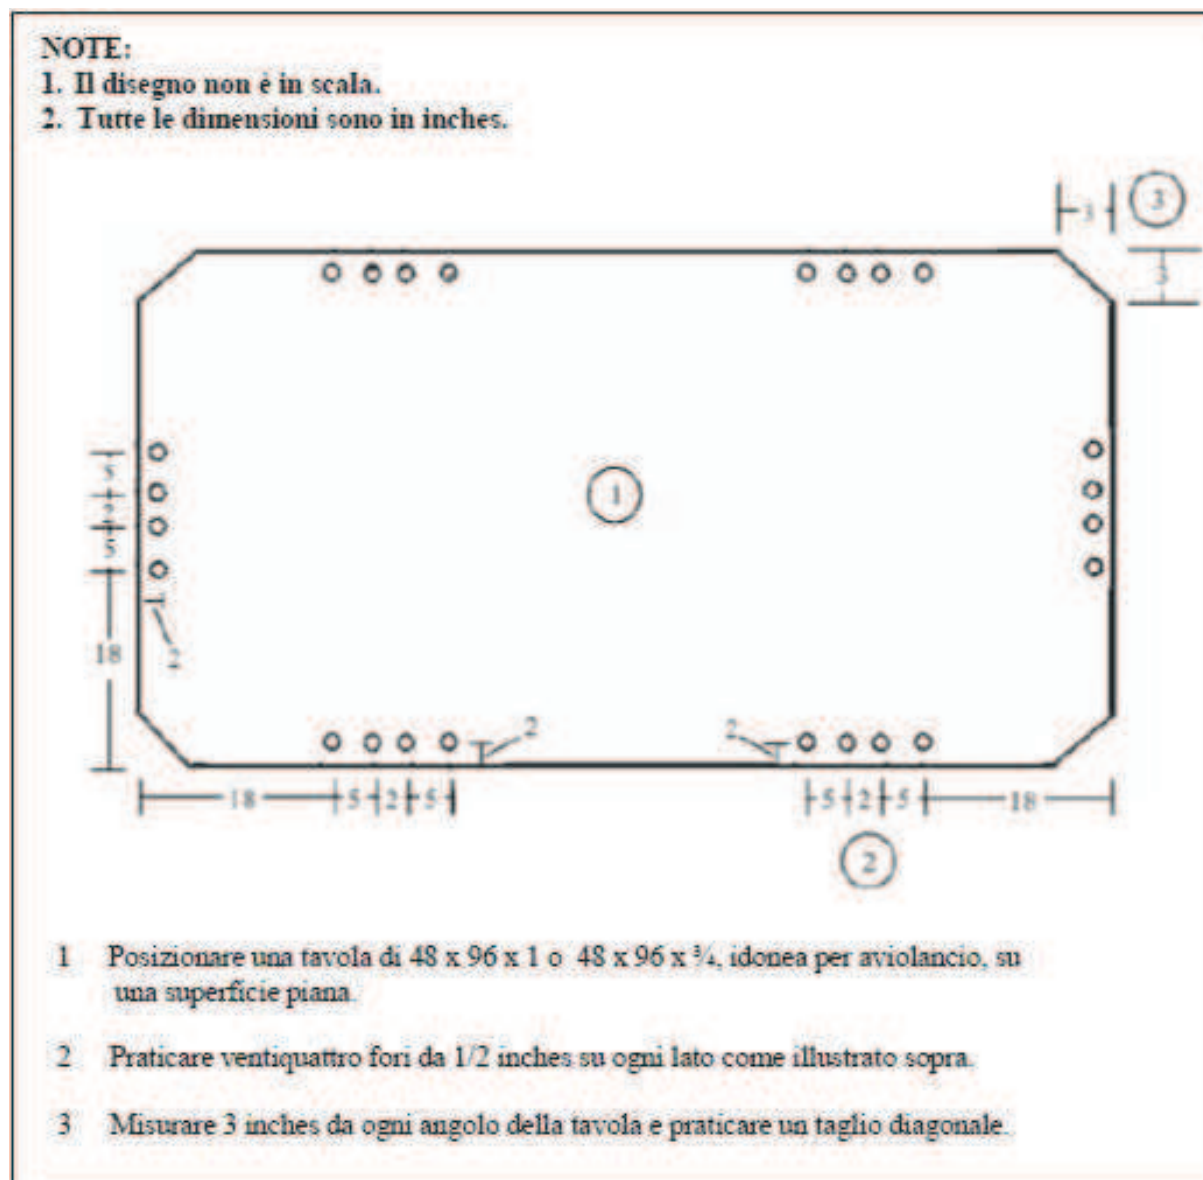 NOTE:
1. Il disegno non è in scala.
2. Tutte le dimensioni sono in inches.
3
3
3
5
2
5
1
18
2
2
2
18
5
2
5
5
2
5
18
2
1 Posizionare una tavola di 48 x 96 x 1 o 48 x 96 x ¾, idonea per aviolancio, su
una superficie piana.
2 Praticare ventiquattro fori da 1/2 inches su ogni lato come illustrato sopra.
3 Misurare 3 inches da ogni angolo della tavola e praticare un taglio diagonale.